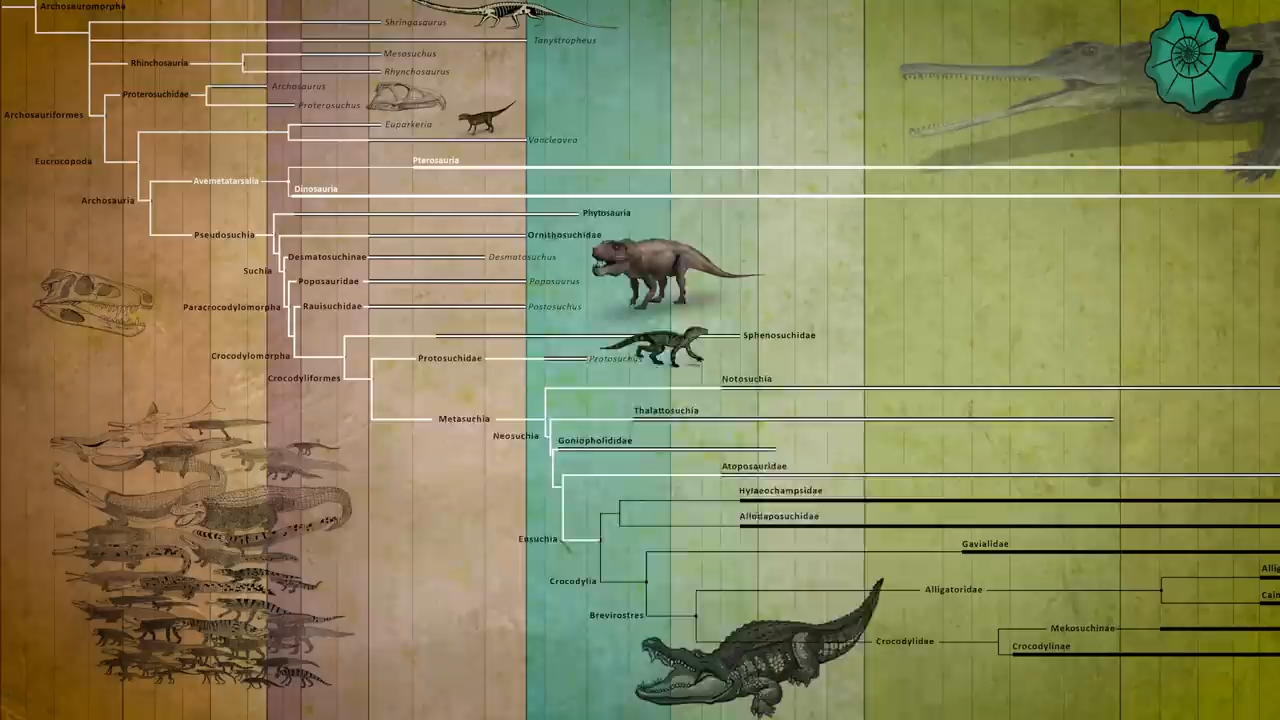 Archosauromorpha
Shringasaurus
Tanystropheus
Mesosuchus
Rhinchosauria
Rhynchosaurus
Archosaurus
Proterosuchidae
Proterosuchus
Archosauriformes
Euparkeria
Vancleavea
Eucrocopoda
Pterosauria
Avemetatarsalia
Dinosauria
Archosauria
Phytosauria
Pseudosuchia
Ornithosuchidae
Desmatosuchinae
Desmatosuchus
Suchia
Poposauridae
Poposaurus
Paracrocodylomorpha
Rauisuchidae
Postosuchus
Sphenosuchidae
Crocodylomorpha
Protosuchidae
Protosuchus
Crocodyliformes
Notosuchia
Thalattosuchia
Metasuchia
Neosuchia
Goniopholididae
Atoposauridae
Hylaeochampsidae
Allodaposuchidae
Eusuchia
Gavialidae
Allig
Crocodylia
Alligatoridae
Caim
Brevirostres
Mekosuchinae
Crocodylidae
Crocodylinae